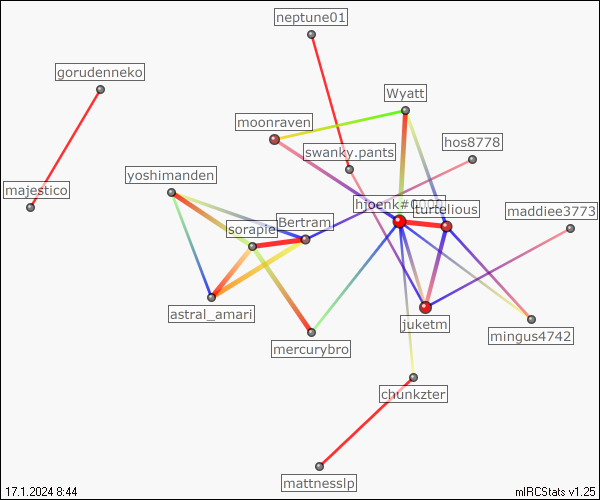 neptune01
gorudenneko
Wyatt
moonraven
hos8778
swanky.pants
yoshimanden
majestico
hjoenk#0000
turtelious
maddiee3773
Bertram
sorapie
astral_amari
juketm
mingus4742
mercurybro
chunkzter
mattnesslp
17.1.2024 8:44
mIRCStats v1.25